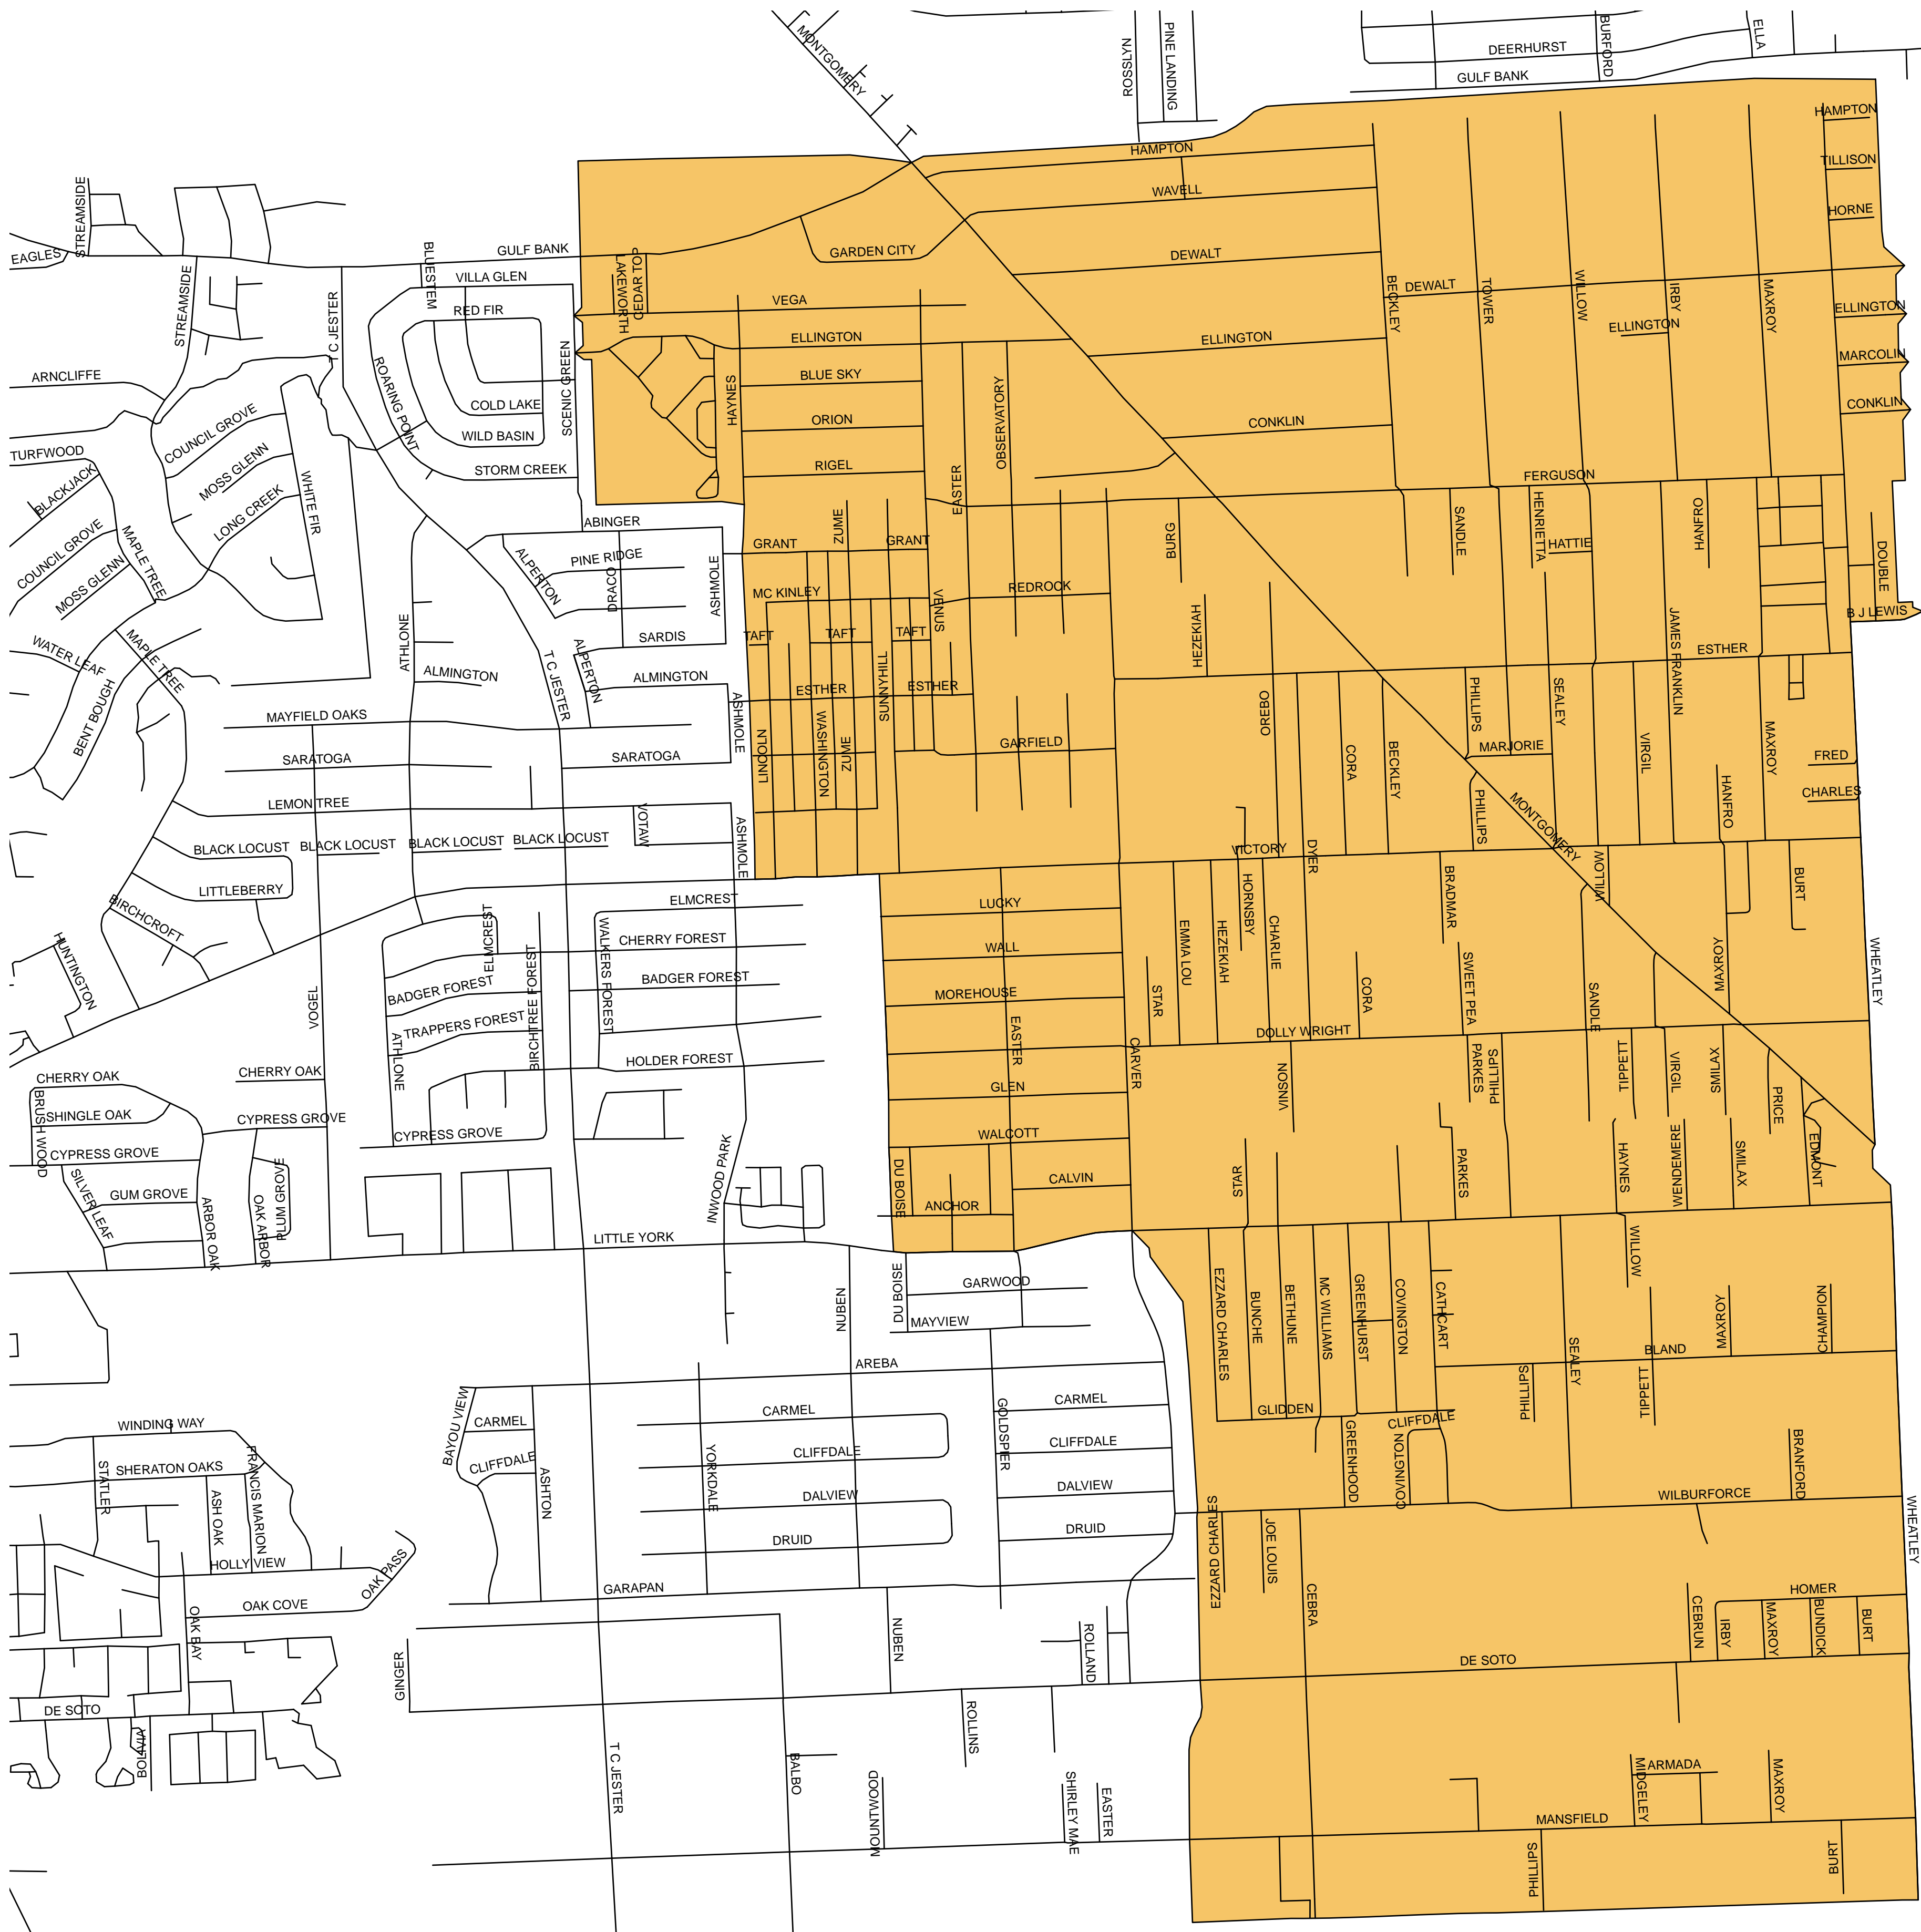 MONTGOMERY
ROSSLYN
PINE LANDING
DEERHURST
BURFORD
ELLA
GULF BANK
HAMPTON
HAMPTON
TILLISON
WAVELL
HORNE
STREAMSIDE
EAGLES
BLUESTEM
GULF BANK
LAKEWORTH
CEDAR TOP
GARDEN CITY
DEWALT
VILLA GLEN
STREAMSIDE
T C JESTER
RED FIR
VEGA
BECKLEY
DEWALT
TOWER
WILLOW
IRBY
MAXROY
ELLINGTON
ELLINGTON
ELLINGTON
ELLINGTON
MARCOLIN
ARNCLIFFE
ROARING POINT
SCENIC GREEN
HAYNES
BLUE SKY
OBSERVATORY
COLD LAKE
CONKLIN
COUNCIL GROVE
ORION
CONKLIN
WILD BASIN
TURFWOOD
MOSS GLENN
STORM CREEK
RIGEL
EASTER
FERGUSON
BLACKJACK
LONG CREEK
WHITE FIR
ABINGER
ZUME
BURG
SANDLE
HENRIETTA
HANFRO
COUNCIL GROVE
MAPLE TREE
ALPERTON
PINE RIDGE
GRANT
GRANT
HATTIE
DOUBLE
MOSS GLENN
DRACO
ASHMOLE
MC KINLEY
VENUS
REDROCK
B J LEWIS
WATER LEAF
MAPLE TREE
ATHLONE
SARDIS
TAFT
TAFT
TAFT
HEZEKIAH
JAMES FRANKLIN
ESTHER
BENT BOUGH
ALMINGTON
T C JESTER
ALPERTON
ALMINGTON
ASHMOLE
ESTHER
SUNNYHILL
ESTHER
OREBO
PHILLIPS
SEALEY
MAYFIELD OAKS
LINCOLN
WASHINGTON
ZUME
GARFIELD
CORA
BECKLEY
MARJORIE
VIRGIL
MAXROY
FRED
SARATOGA
SARATOGA
CHARLES
LEMON TREE
VOTAW
ASHMOLE
PHILLIPS
MONTGOMERY
HANFRO
BLACK LOCUST
BLACK LOCUST
BLACK LOCUST
BLACK LOCUST
VICTORY
DYER
LITTLEBERRY
ELMCREST
LUCKY
HORNSBY
BRADMAR
WILLOW
BURT
BIRCHCROFT
ELMCREST
WALKERS FOREST
CHERRY FOREST
WALL
EMMA LOU
HEZEKIAH
CHARLIE
HUNTINGTON
BIRCHTREE FOREST
BADGER FOREST
BADGER FOREST
MOREHOUSE
STAR
CORA
SWEET PEA
SANDLE
MAXROY
WHEATLEY
VOGEL
TRAPPERS FOREST
EASTER
DOLLY WRIGHT
ATHLONE
HOLDER FOREST
CARVER
CHERRY OAK
CHERRY OAK
GLEN
VINSON
PARKES
PHILLIPS
TIPPETT
VIRGIL
SMILAX
PRICE
BRUSH WOOD
SHINGLE OAK
CYPRESS GROVE
CYPRESS GROVE
WALCOTT
CYPRESS GROVE
SILVER LEAF
GUM GROVE
ARBOR OAK
OAK ARBOR
PLUM GROVE
INWOOD PARK
DU BOISE
CALVIN
ANCHOR
STAR
PARKES
HAYNES
WENDEMERE
SMILAX
EDMONT
LITTLE YORK
NUBEN
DU BOISE
GARWOOD
MAYVIEW
EZZARD CHARLES
BUNCHE
BETHUNE
MC WILLIAMS
GREENHURST
COVINGTON
CATHCART
WILLOW
MAXROY
CHAMPION
AREBA
SEALEY
BLAND
BAYOU VIEW
CARMEL
CARMEL
GOLDSPIER
CARMEL
GLIDDEN
CLIFFDALE
PHILLIPS
TIPPETT
WINDING WAY
CLIFFDALE
YORKDALE
CLIFFDALE
CLIFFDALE
GREENHOOD
COVINGTON
BRANFORD
STATLER
SHERATON OAKS
FRANCIS MARION
ASH OAK
ASHTON
DALVIEW
DALVIEW
WILBURFORCE
DRUID
DRUID
EZZARD CHARLES
JOE LOUIS
WHEATLEY
HOLLY VIEW
OAK PASS
GARAPAN
CEBRA
HOMER
OAK COVE
OAK BAY
NUBEN
ROLLAND
CEBRUN
IRBY
MAXROY
BUNDICK
BURT
GINGER
DE SOTO
DE SOTO
BOLIVIA
T C JESTER
BALBO
ROLLINS
MOUNTWOOD
SHIRLEY MAE
EASTER
MIDGELEY
ARMADA
MAXROY
MANSFIELD
PHILLIPS
BURT